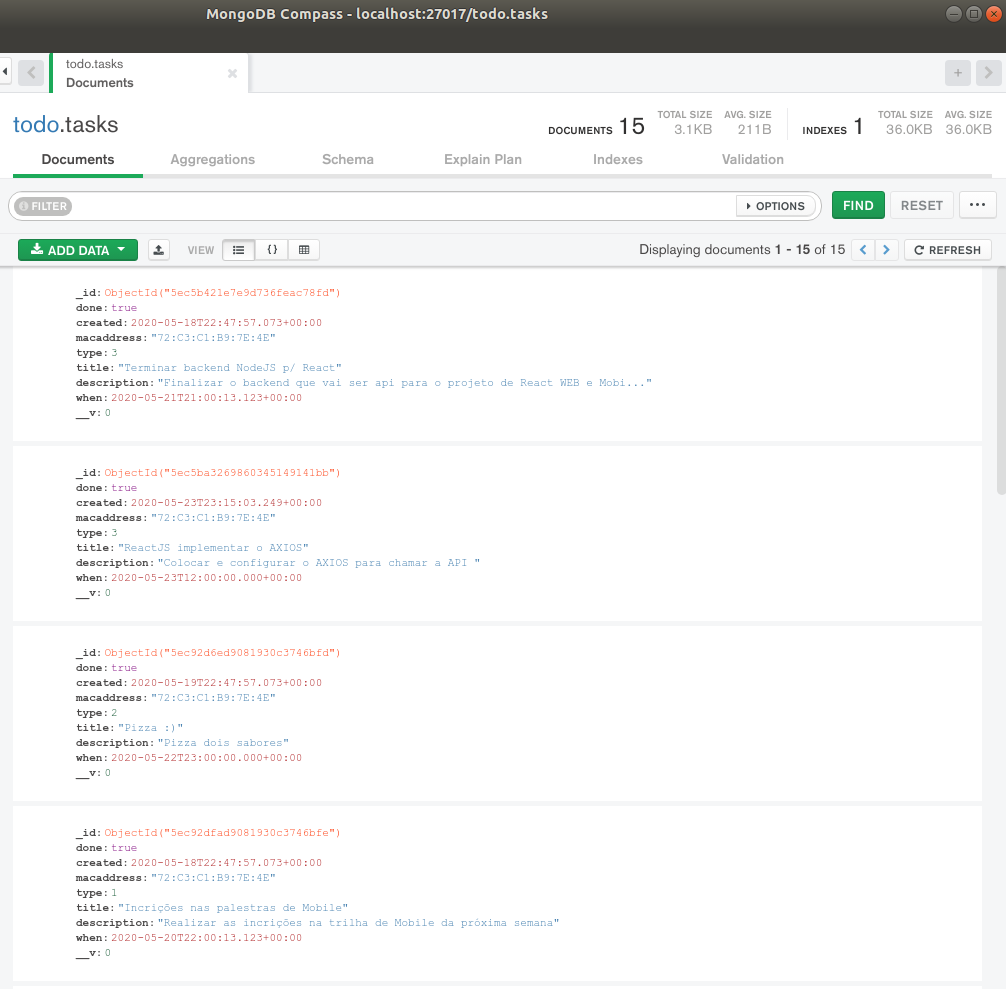 MongoDB Compass - localhost:27017/todo.tasks
todo.tasks
Documents
todo.tasks
DOCUMENTS 15 TOTAL SIZE 3.1KB AVG. SIZE 211B INDEXES 1 TOTAL SIZE 36.0KB AVG. SIZE 36.0KB
Documents Aggregations Schema Explain Plan Indexes Validation
FILTER OPTIONS FIND RESET ...
ADD DATA VIEW {} Displaying documents 1 - 15 of 15 REFRESH
_id: ObjectId("5ec5b421e7e9d736feac78fd")
done: true
created: 2020-05-18T22:47:57.073+00:00
macaddress: "72:C3:C1:B9:7E:4E"
type: 3
title: "Terminar backend NodeJS p/ React"
description: "Finalizar o backend que vai ser api para o projeto de React WEB e Mobi..."
when: 2020-05-21T21:00:13.123+00:00
__v: 0
_id: ObjectId("5ec5ba3269860345149141bb")
done: true
created: 2020-05-23T23:15:03.249+00:00
macaddress: "72:C3:C1:B9:7E:4E"
type: 3
title: "ReactJS implementar o AXIOS"
description: "Colocar e configurar o AXIOS para chamar a API "
when: 2020-05-23T12:00:00.000+00:00
__v: 0
_id: ObjectId("5ec92d6ed9081930c3746bfd")
done: true
created: 2020-05-19T22:47:57.073+00:00
macaddress: "72:C3:C1:B9:7E:4E"
type: 2
title: "Pizza :)"
description: "Pizza dois sabores"
when: 2020-05-22T23:00:00.000+00:00
__v: 0
_id: ObjectId("5ec92dfad9081930c3746bfe")
done: true
created: 2020-05-18T22:47:57.073+00:00
macaddress: "72:C3:C1:B9:7E:4E"
type: 1
title: "Incrições nas palestras de Mobile"
description: "Realizar as incrições na trilha de Mobile da próxima semana"
when: 2020-05-20T22:00:13.123+00:00
__v: 0